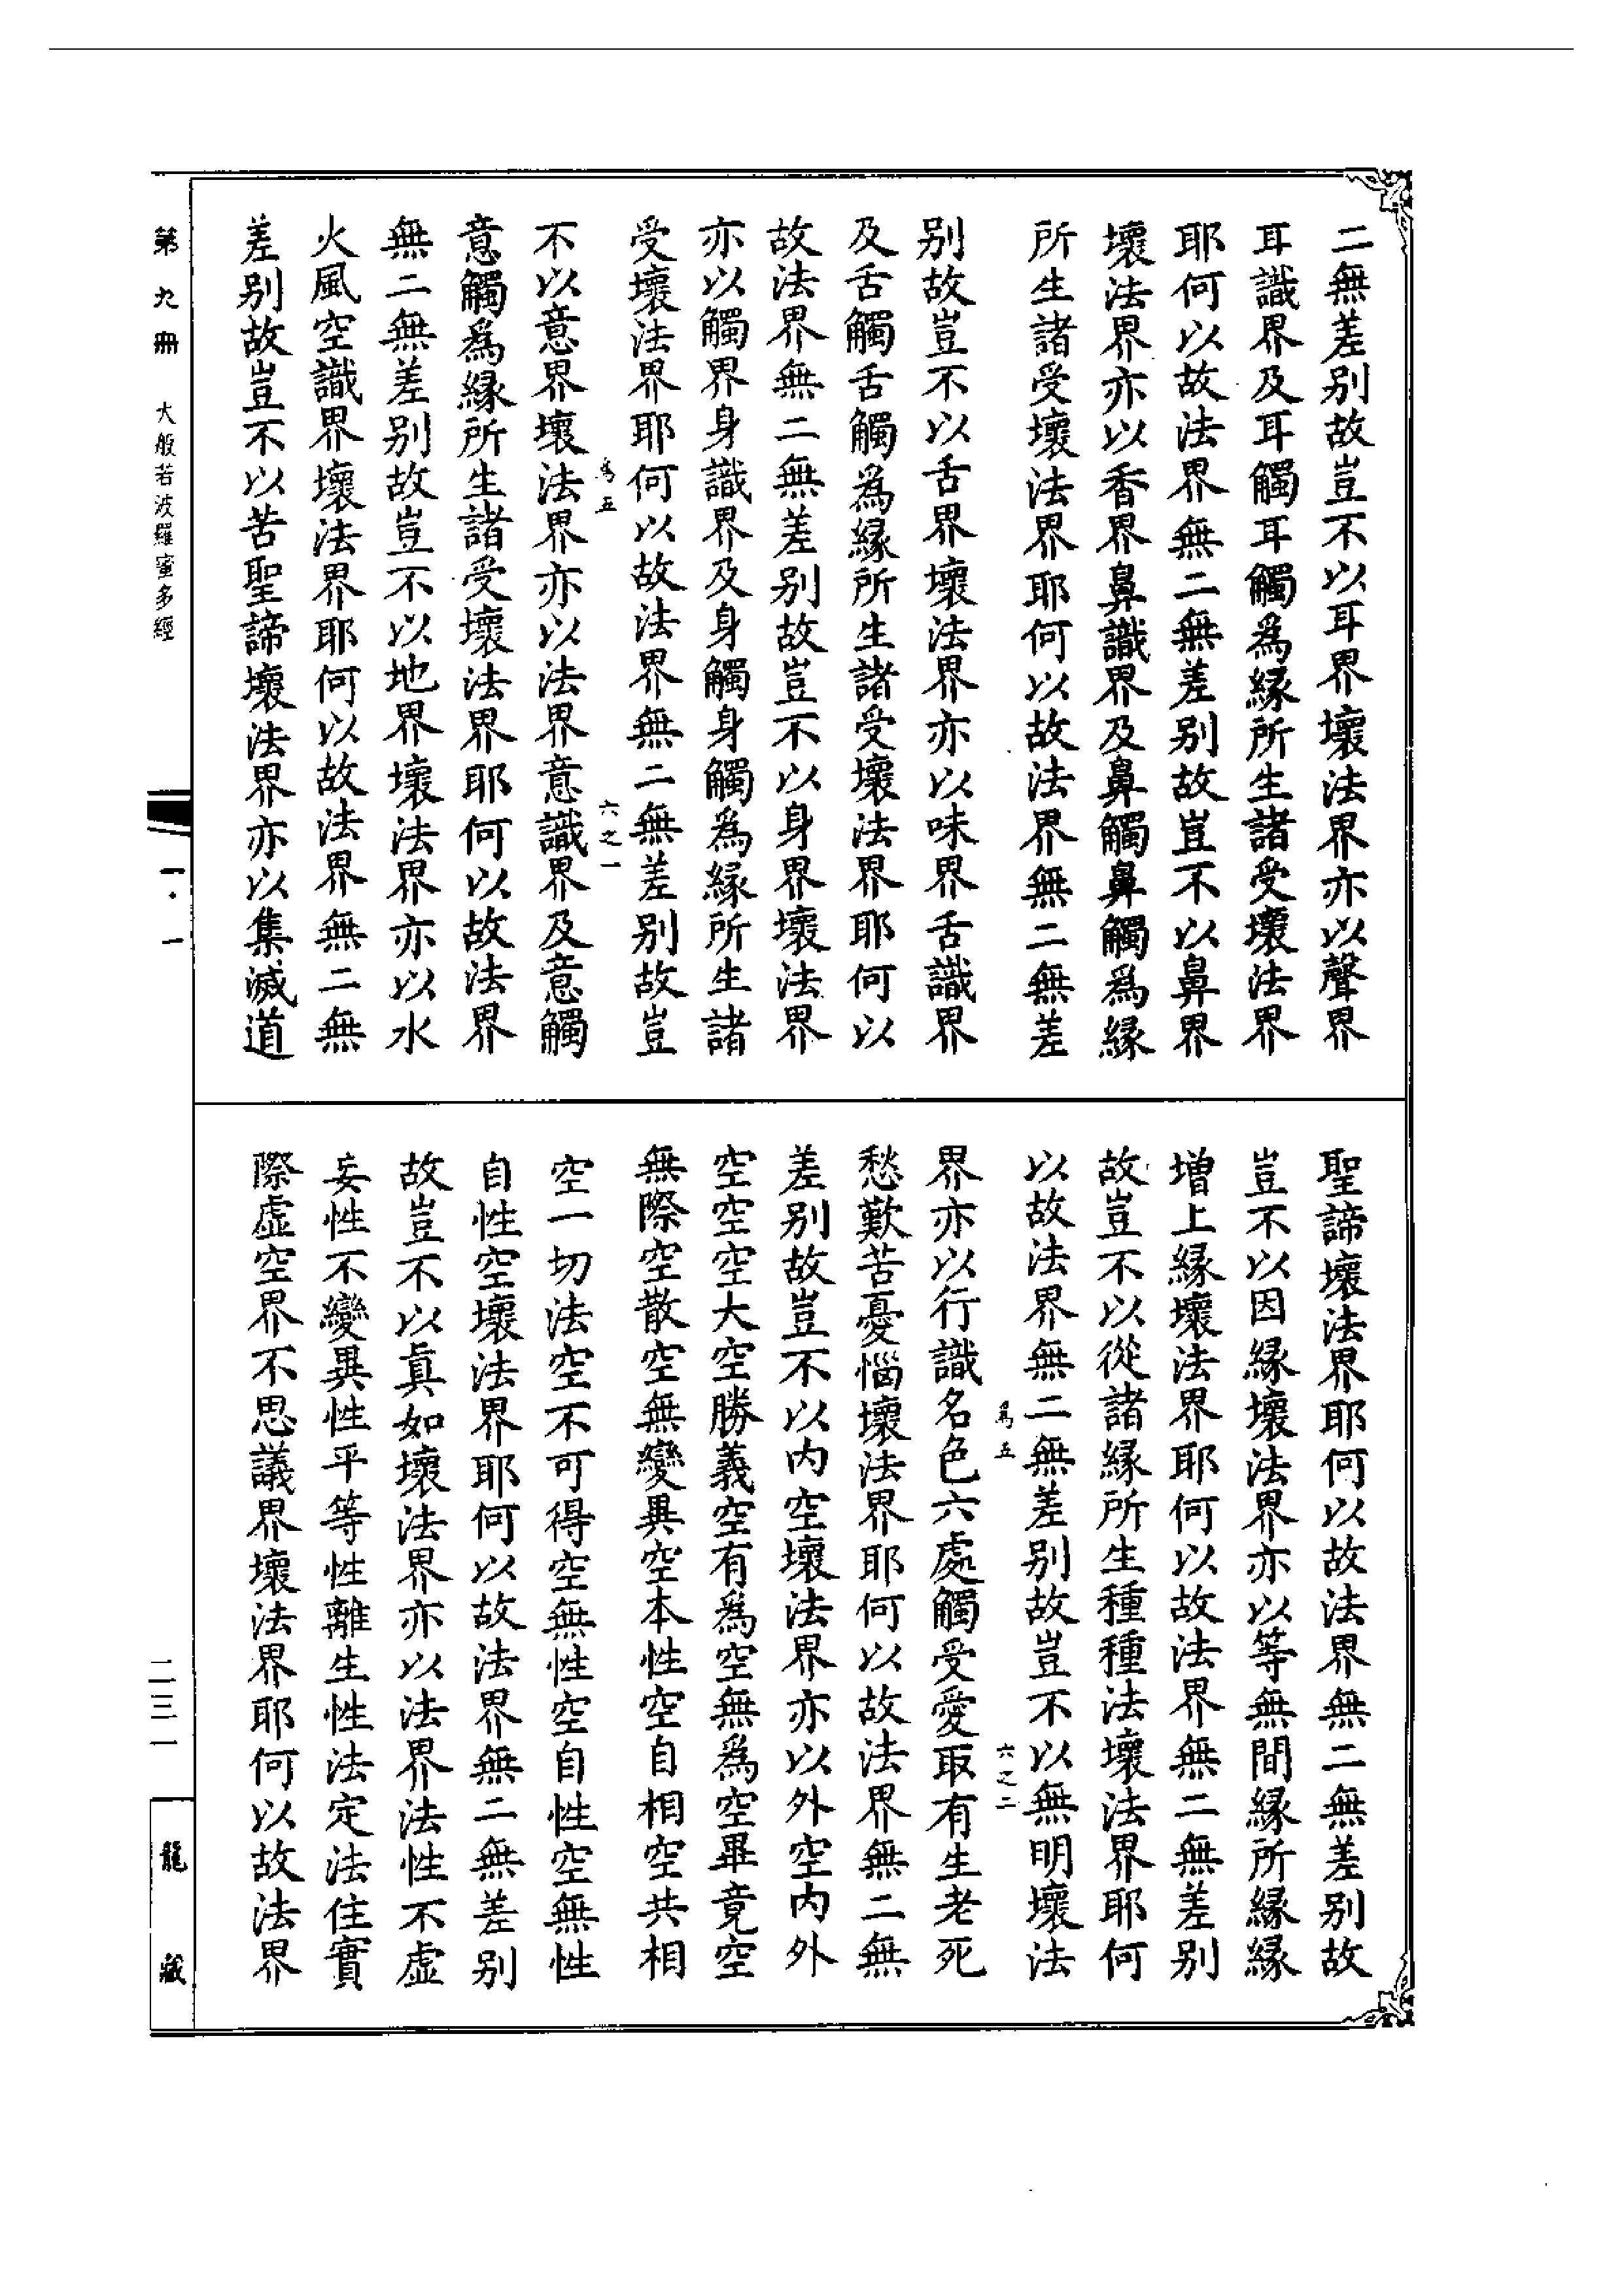 二無差别故豈不以耳界壞法界亦以聲界
耳識界及耳觸耳觸爲緣所生諸受壞法界
耶何以故法界無二無差别故豈不以鼻界
壞法界亦以香界鼻識界及鼻觸鼻觸爲緣
所生諸受壞法界耶何以故法界無二無差
别故豈不以舌界壞法界亦以味界舌識界
及舌觸舌觸爲緣所生諸受壞法界耶何以
故法界無二無差别故豈不以身界壞法界
亦以觸界身識界及身觸身觸爲緣所生諸
受壞法界耶何以故法界無二無差别故豈
爲五 六之一
不以意界壞法界亦以法界意識界及意觸
意觸爲緣所生諸受壞法界耶何以故法界
無二無差别故豈不以地界壞法界亦以水
火風空識界壞法界耶何以故法界無二無
差别故豈不以苦聖諦壞法界亦以集滅道
聖諦壞法界耶何以故法界無二無差别故
豈不以因緣壞法界亦以等無間緣所緣緣
增上緣壞法界耶何以故法界無二無差别
故豈不以從諸緣所生種種法壞法界耶何
以故法界無二無差别故豈不以無明壞法
爲五 六之二
界亦以行識名色六處觸受愛取有生老死
愁歎苦憂惱壞法界耶何以故法界無二無
差别故豈不以内空壞法界亦以外空内外
空空空大空勝義空有爲空無爲空畢竟空
無際空散空無變異空本性空自相空共相
空一切法空不可得空無性空自性空無性
自性空壞法界耶何以故法界無二無差别
故豈不以眞如壞法界亦以法界法性不虛
妄性不變異性平等性離生性法定法住實
際虛空界不思議界壞法界耶何以故法界
第九冊 大般若波羅蜜多經 一·一 二三一 龍藏